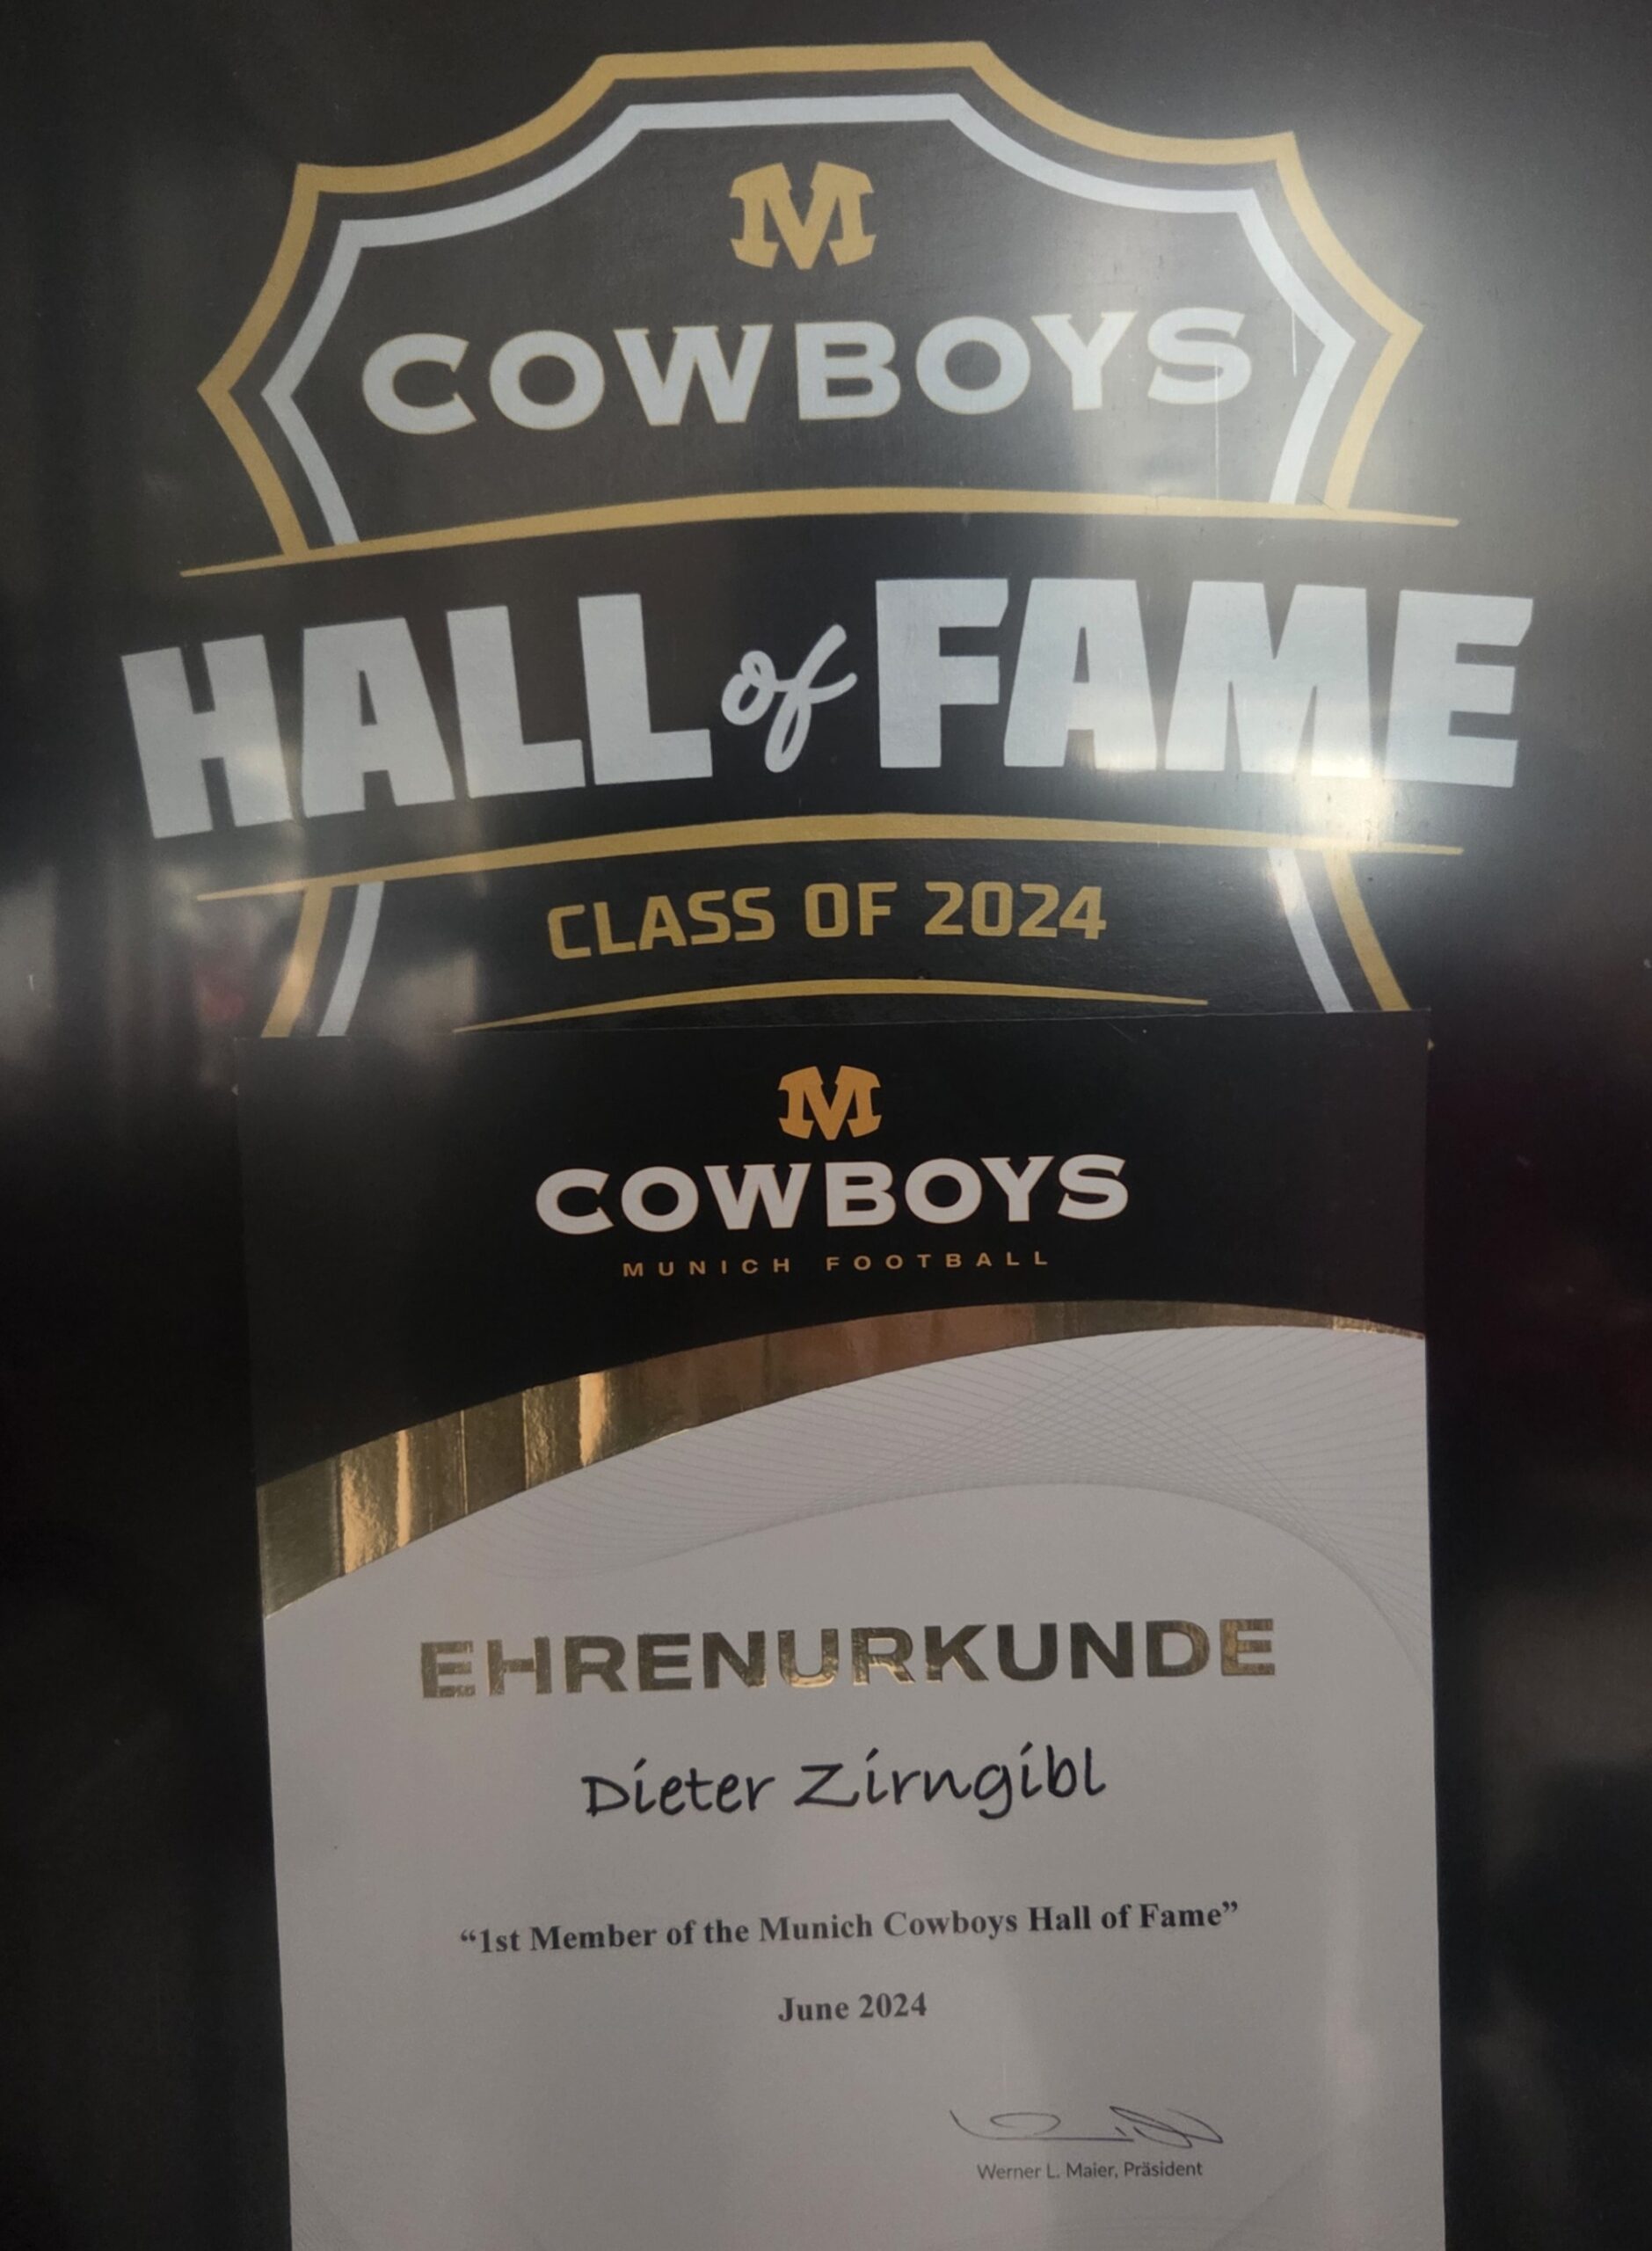 M
COWBOYS
HALL of FAME
CLASS OF 2024
M
COWBOYS
MUNICH FOOTBALL
EHRENURKUNDE
Dieter Zirngibl
“1st Member of the Munich Cowboys Hall of Fame”
June 2024
Werner L. Maier, Präsident